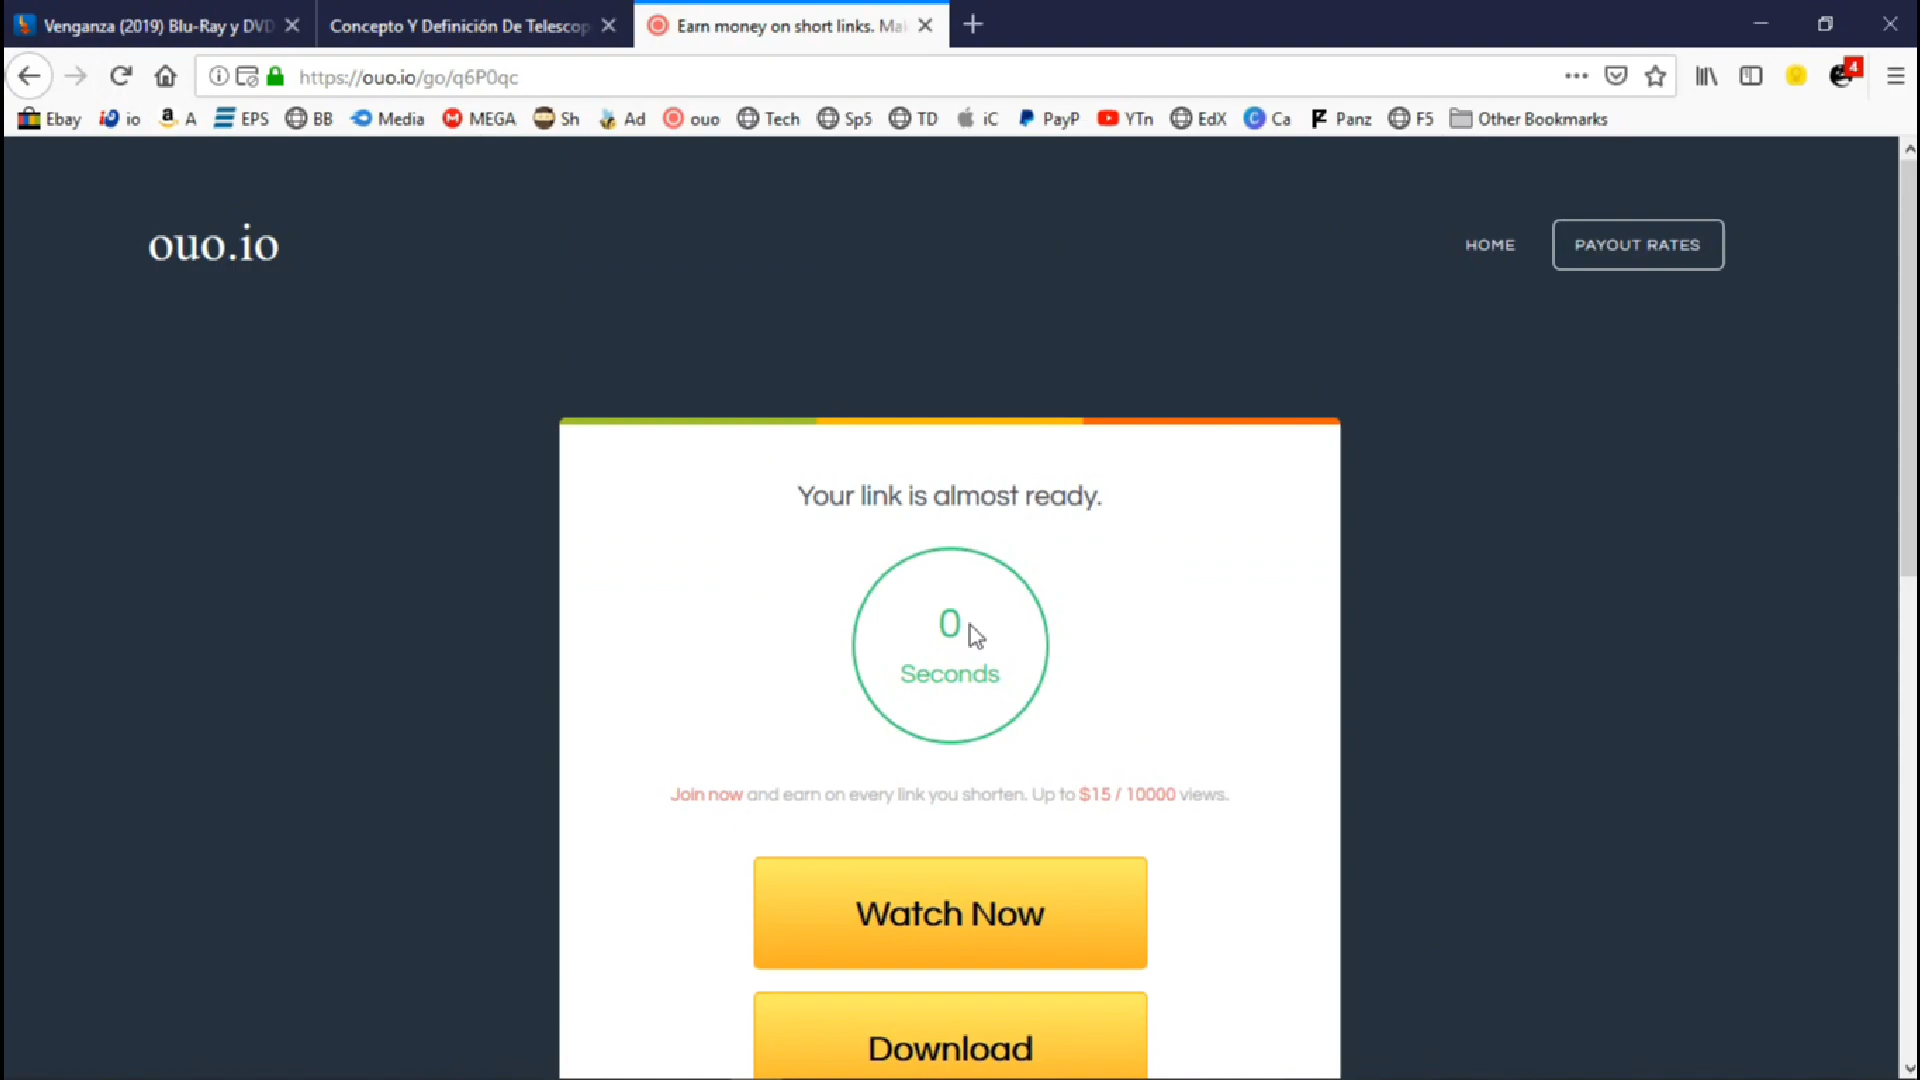 Venganza (2019) Blu-Ray y DVD
Concepto Y Definición De Telescop
Earn money on short links. Mak
https://ouo.io/go/q6P0qc
4
Ebay io A EPS BB Media MEGA Sh Ad ouo Tech Sp5 TD iC PayP YTn EdX Ca Panz F5 Other Bookmarks
ouo.io
HOME
PAYOUT RATES
Your link is almost ready.
0
Seconds
Join now and earn on every link you shorten. Up to $15 / 10000 views.
Watch Now
Download